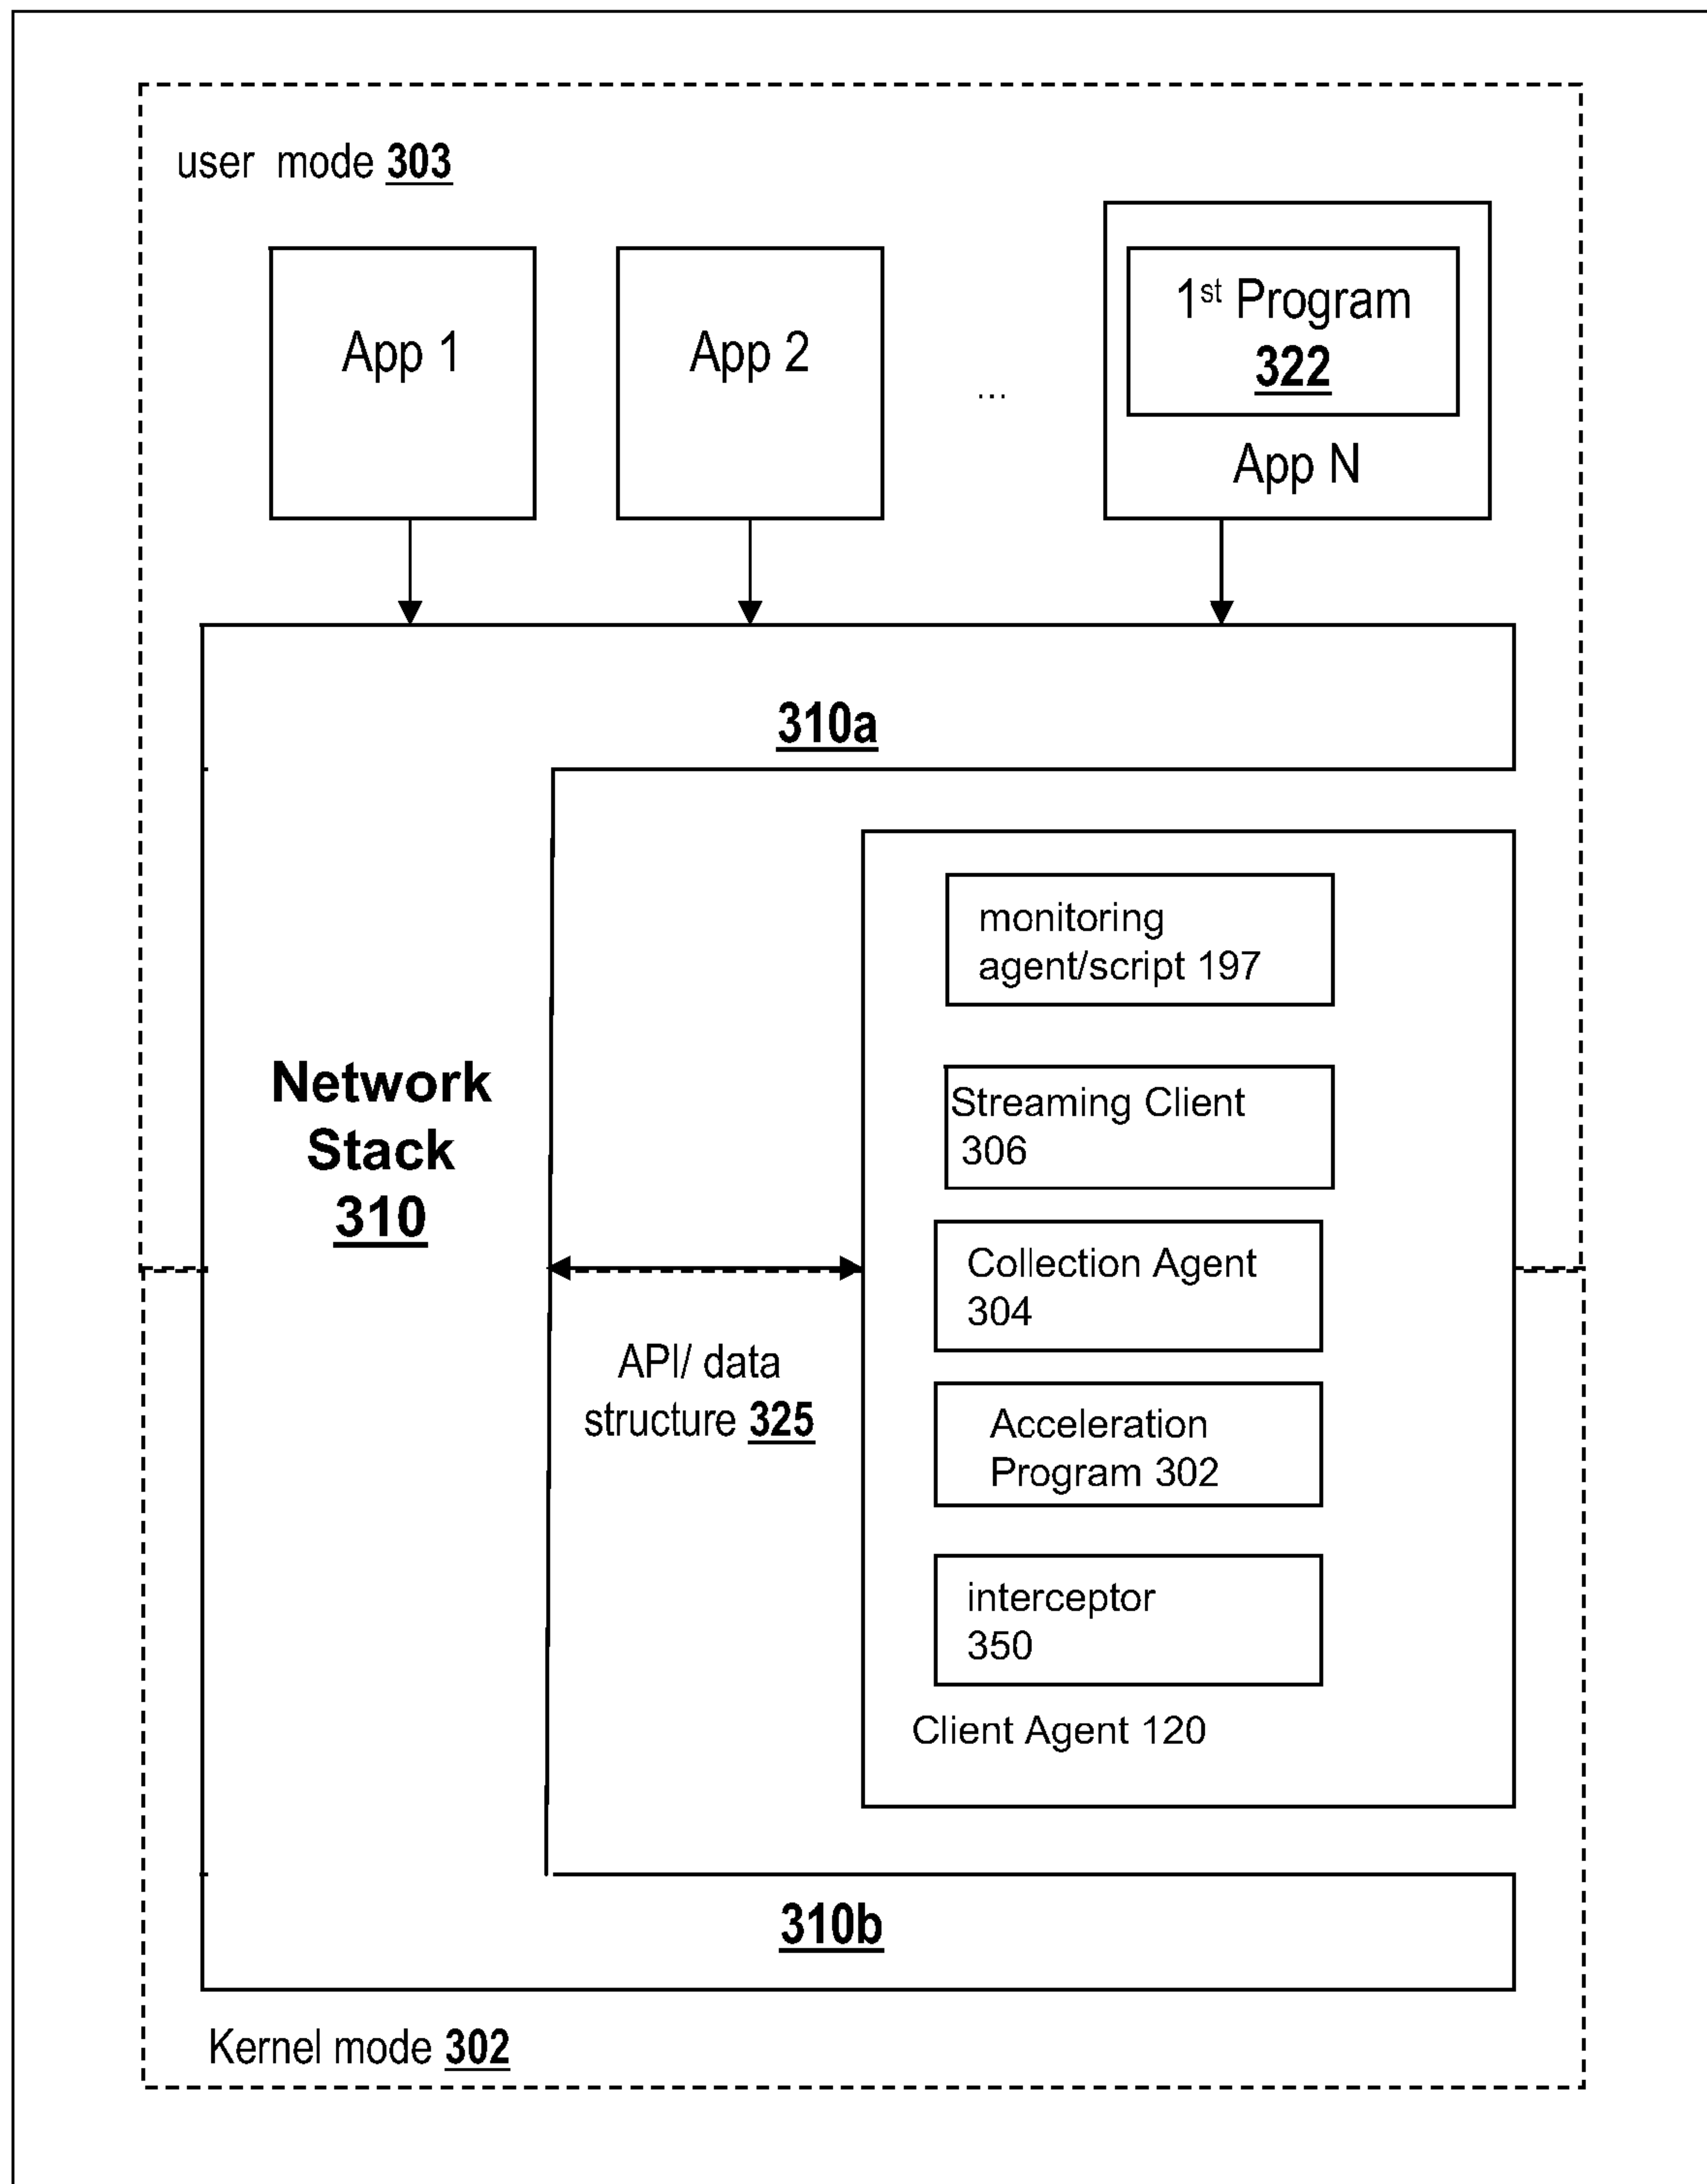 user mode 303
App 1
App 2
...
1st Program
322
App N
310a
Network
Stack
310
API/ data
structure 325
monitoring
agent/script 197
Streaming Client
306
Collection Agent
304
Acceleration
Program 302
interceptor
350
Client Agent 120
310b
Kernel mode 302